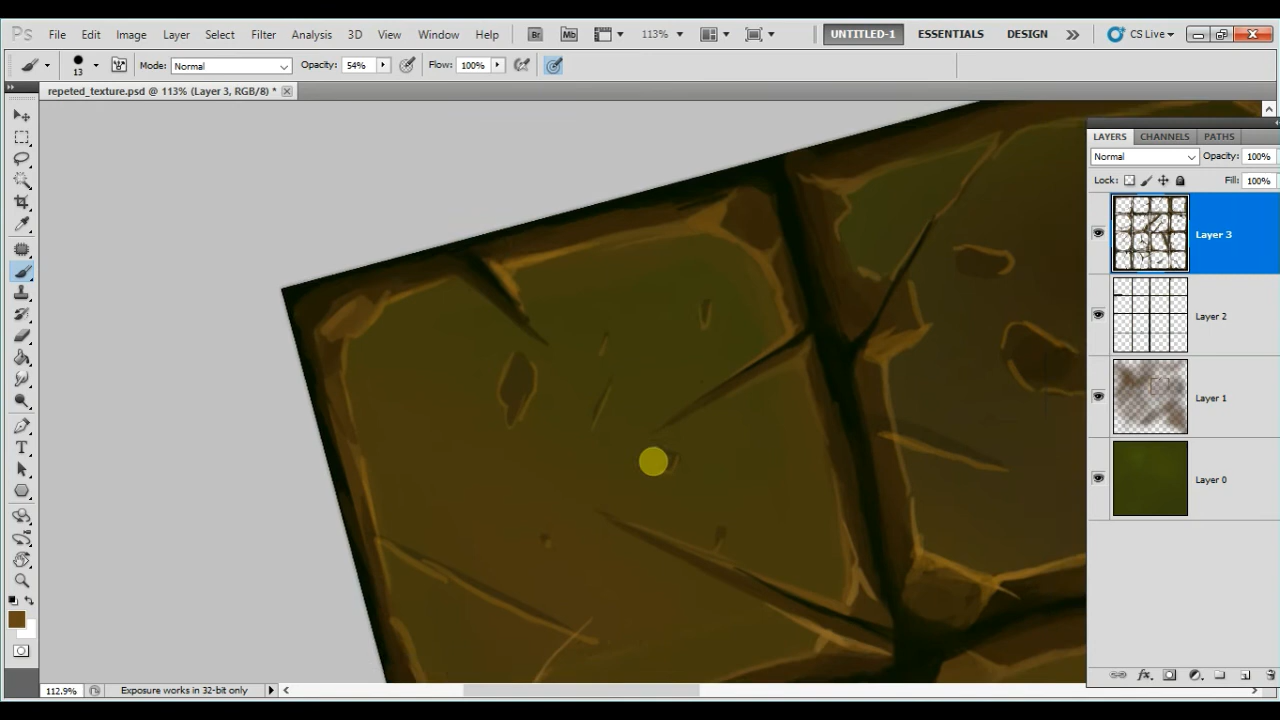 Ps File Edit Image Layer Select Filter Analysis 3D View Window Help Br Mb 113% UNTITLED-1 ESSENTIALS DESIGN CS Live
13 Mode: Normal Opacity: 54% Flow: 100%
repeted_texture.psd @ 113% (Layer 3, RGB/8) *
LAYERS CHANNELS PATHS
Normal Opacity: 100%
Lock: Fill: 100%
Layer 3
Layer 2
Layer 1
Layer 0
T
fx
112.9% Exposure works in 32-bit only